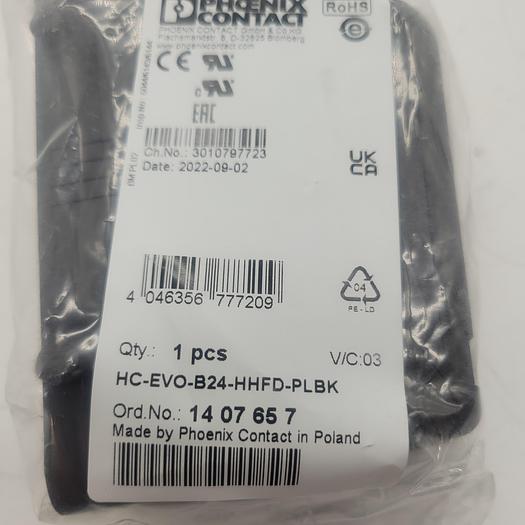 PHŒNIX
CONTACT
RoHS
PHOENIX CONTACT GmbH & Co.KG
Flachsmarktstr. 8, D-32825 Blomberg
www.phoenixcontact.com
CE
c
EAC
Ch.No.: 3010797723
Date: 2022-09-02
UK
CA
4 046356 777209
04
PE-LD
Qty.: 1 pcs
V/C:03
HC-EVO-B24-HHFD-PLBK
Ord.No.: 14 07 65 7
Made by Phoenix Contact in Poland